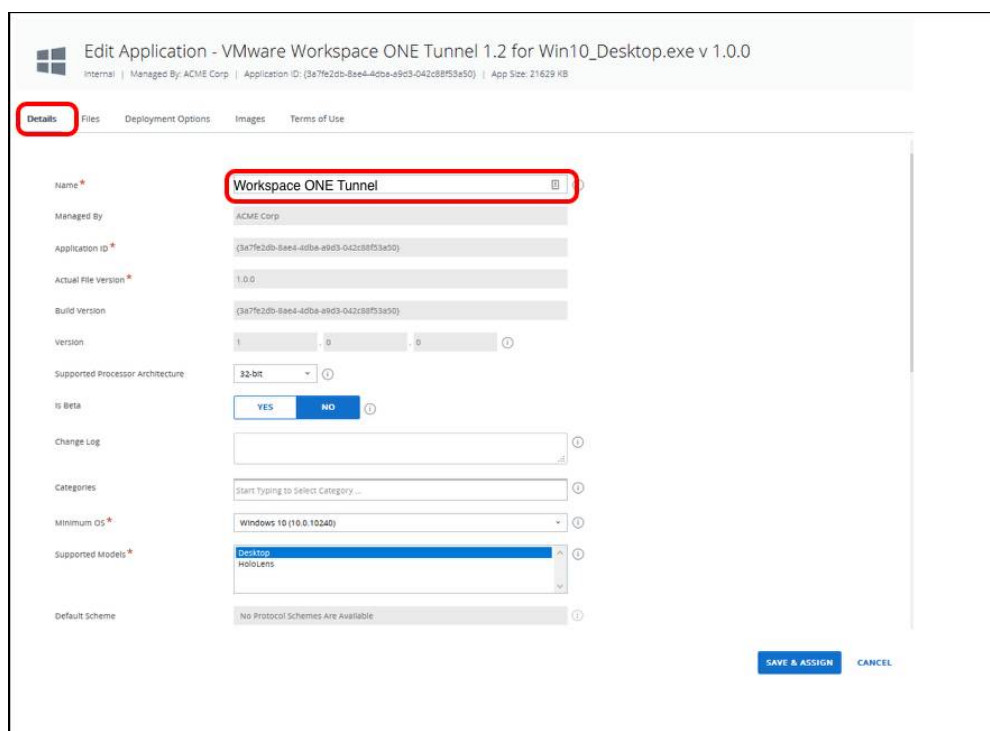 Edit Application - VMware Workspace ONE Tunnel 1.2 for Win10_Desktop.exe v 1.0.0
Internal | Managed By: ACME Corp | Application ID: {3a7fe2db-8ae4-4dba-a9d3-042c88f53a50} | App Size: 21629 KB
Details Files Deployment Options Images Terms of Use
Name * Workspace ONE Tunnel
Managed By ACME Corp
Application ID * {3a7fe2db-8ae4-4dba-a9d3-042c88f53a50}
Actual File Version * 1.0.0
Build Version {3a7fe2db-8ae4-4dba-a9d3-042c88f53a50}
Version 1 . 0 . 0
Supported Processor Architecture 32-bit
Is Beta YES NO
Change Log
Categories Start Typing to Select Category ...
Minimum OS * Windows 10 (10.0.10240)
Supported Models * Desktop
HoloLens
Default Scheme No Protocol Schemes Are Available
SAVE & ASSIGN CANCEL